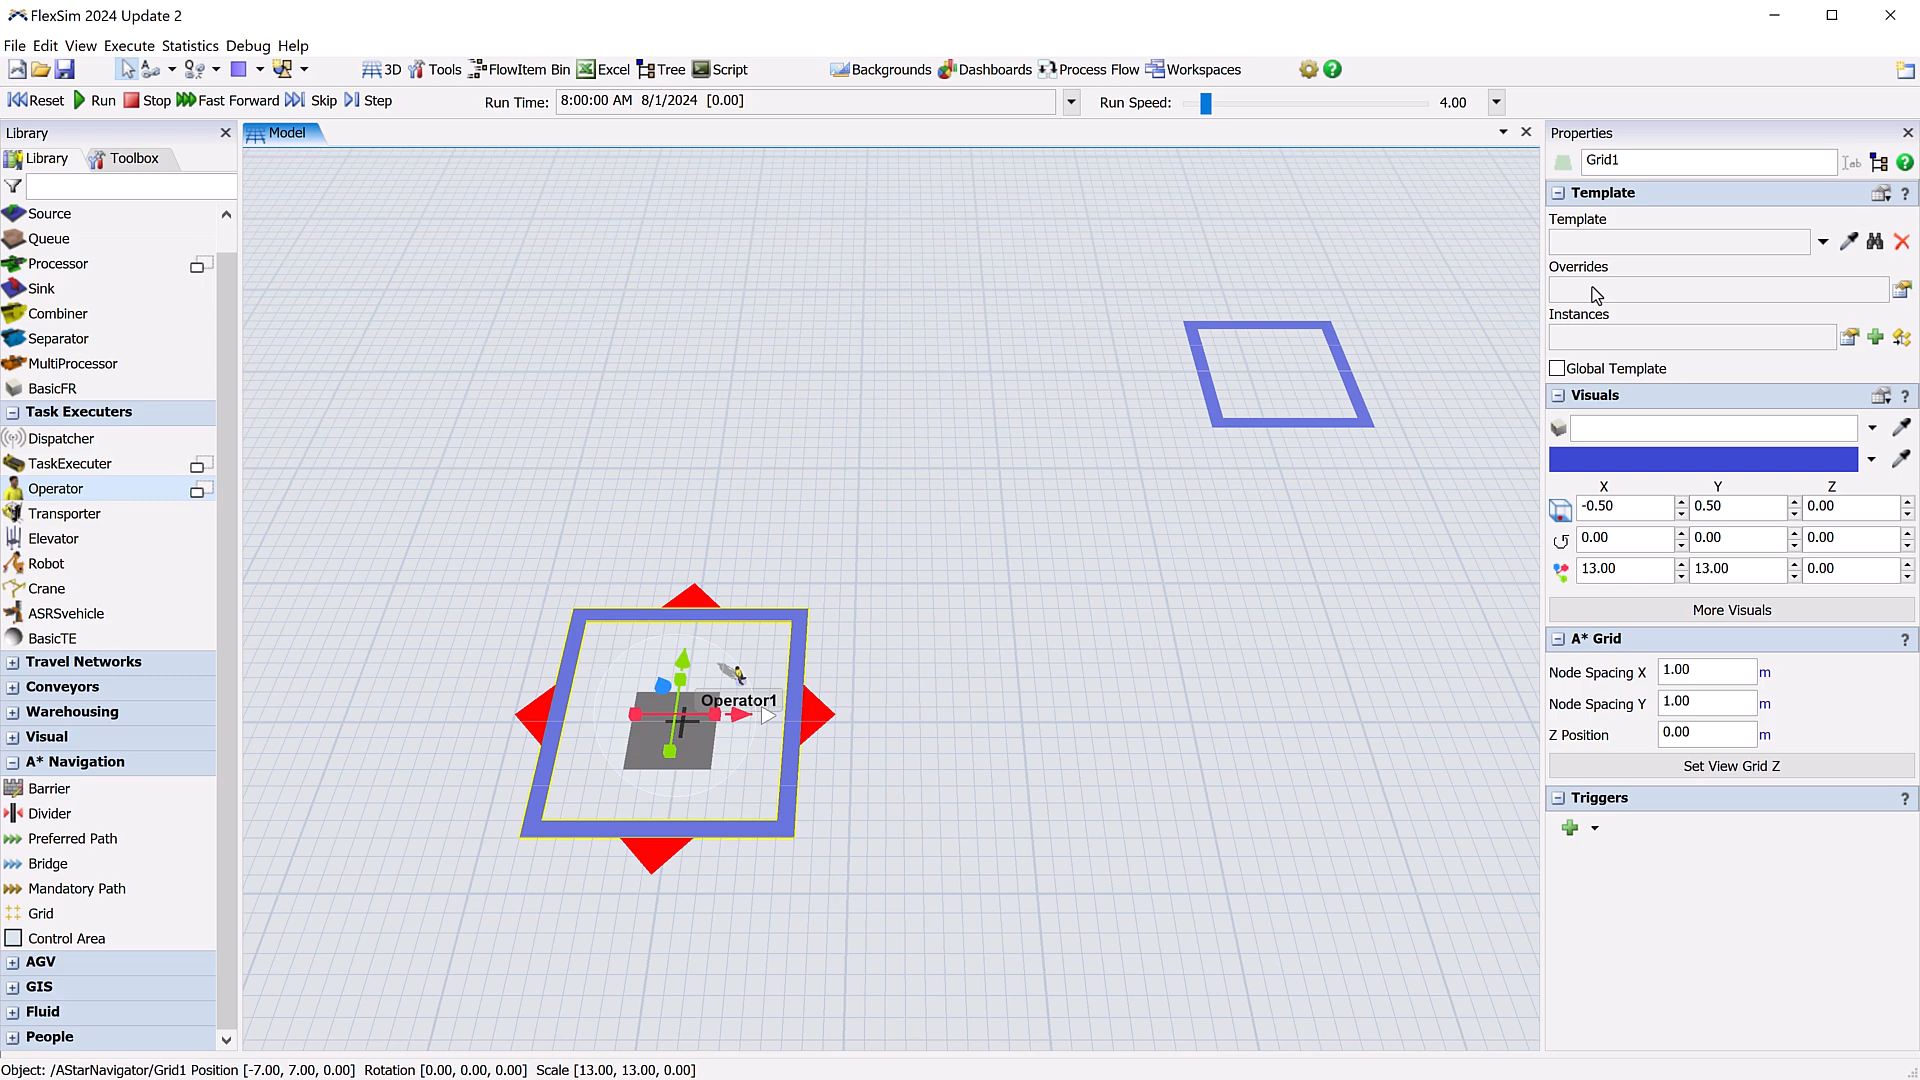 FlexSim 2024 Update 2
File Edit View Execute Statistics Debug Help
3D Tools FlowItem Bin Excel Tree Script Backgrounds Dashboards Process Flow Workspaces
Reset Run Stop Fast Forward Skip Step Run Time: 8:00:00 AM 8/1/2024 [0.00] Run Speed: 4.00
Library
Library Toolbox
Source
Queue
Processor
Sink
Combiner
Separator
MultiProcessor
BasicFR
Task Executers
Dispatcher
TaskExecuter
Operator
Transporter
Elevator
Robot
Crane
ASRSvehicle
BasicTE
Travel Networks
Conveyors
Warehousing
Visual
A* Navigation
Barrier
Divider
Preferred Path
Bridge
Mandatory Path
Grid
Control Area
AGV
GIS
Fluid
People
Model
Operator1
Properties
Grid1
Template
Template
Overrides
Instances
Global Template
Visuals
X Y Z
-0.50 0.50 0.00
0.00 0.00 0.00
13.00 13.00 0.00
More Visuals
A* Grid
Node Spacing X 1.00 m
Node Spacing Y 1.00 m
Z Position 0.00 m
Set View Grid Z
Triggers
Object: /AStarNavigator/Grid1 Position [-7.00, 7.00, 0.00] Rotation [0.00, 0.00, 0.00] Scale [13.00, 13.00, 0.00]